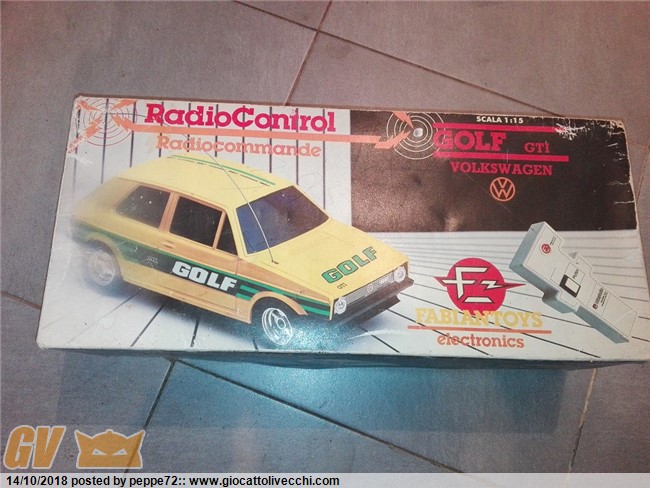 RadioControl
Radiocommande
SCALA 1:15
GOLF GTi
VOLKSWAGEN
GOLF
GOLF
GTI
FABIANTOYS
electronics
GV
14/10/2018 posted by peppe72:: www.giocattolivecchi.com